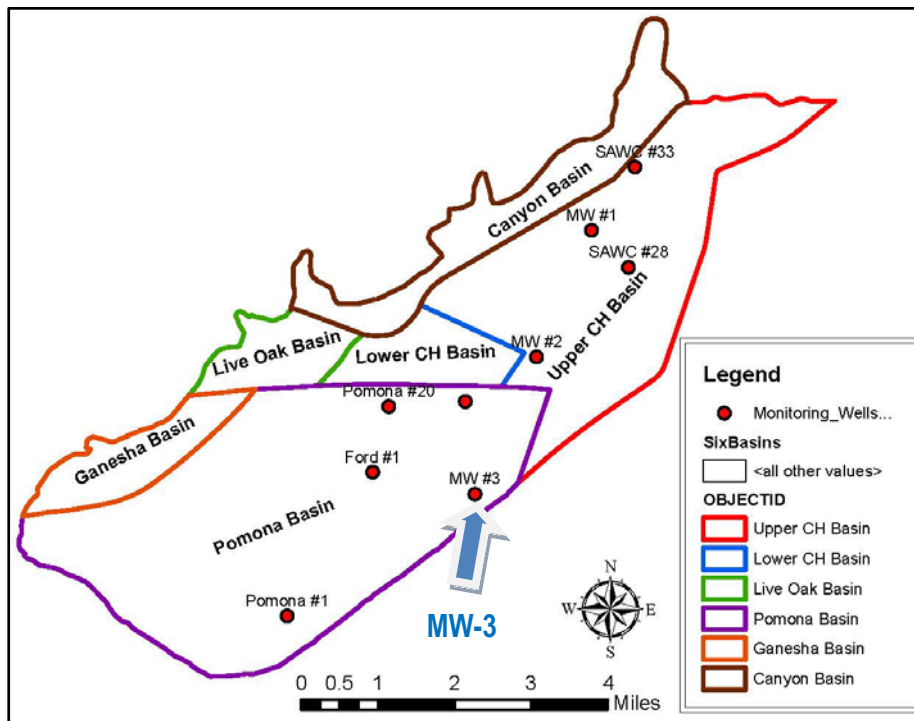 SAWC #33
Canyon Basin
MW #1
SAWC #28
Upper CH Basin
MW #2
Live Oak Basin
Lower CH Basin
Pomona #20
Ganesha Basin
Ford #1
MW #3
Pomona Basin
Pomona #1
MW-3
N
W
E
S
0 0.5 1 2 3 4
Miles
Legend
Monitoring_Wells...
SixBasins
<all other values>
OBJECTID
Upper CH Basin
Lower CH Basin
Live Oak Basin
Pomona Basin
Ganesha Basin
Canyon Basin